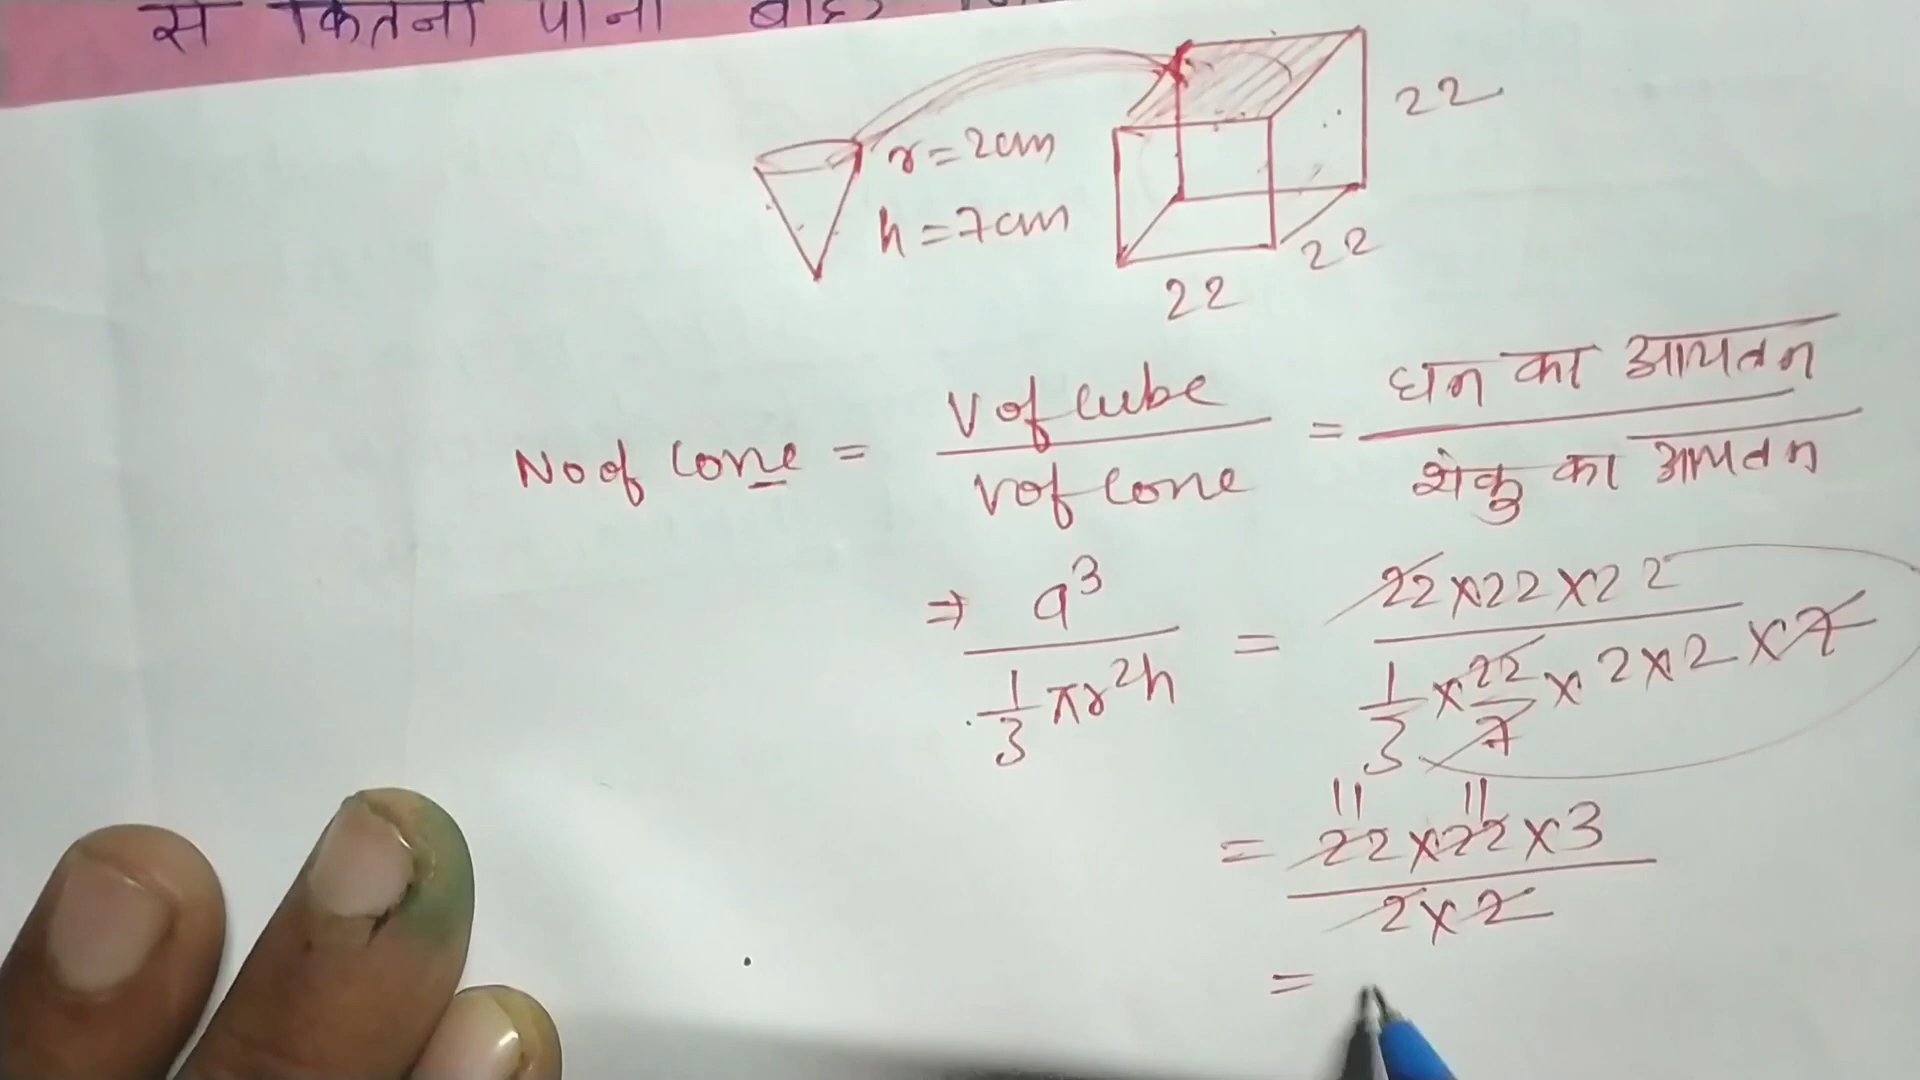 से कितना पानी बाहर
r=2cm
h=7cm
22
22
22
No of Cone = V of cube / V of Cone = घन का आयतन / शंकु का आयतन
⇒ a³ / 1/3 πr²h = 22×22×22 / 1/3 × 22/7 × 2×2×7
11 11
= 22×22×3 / 2×2
=